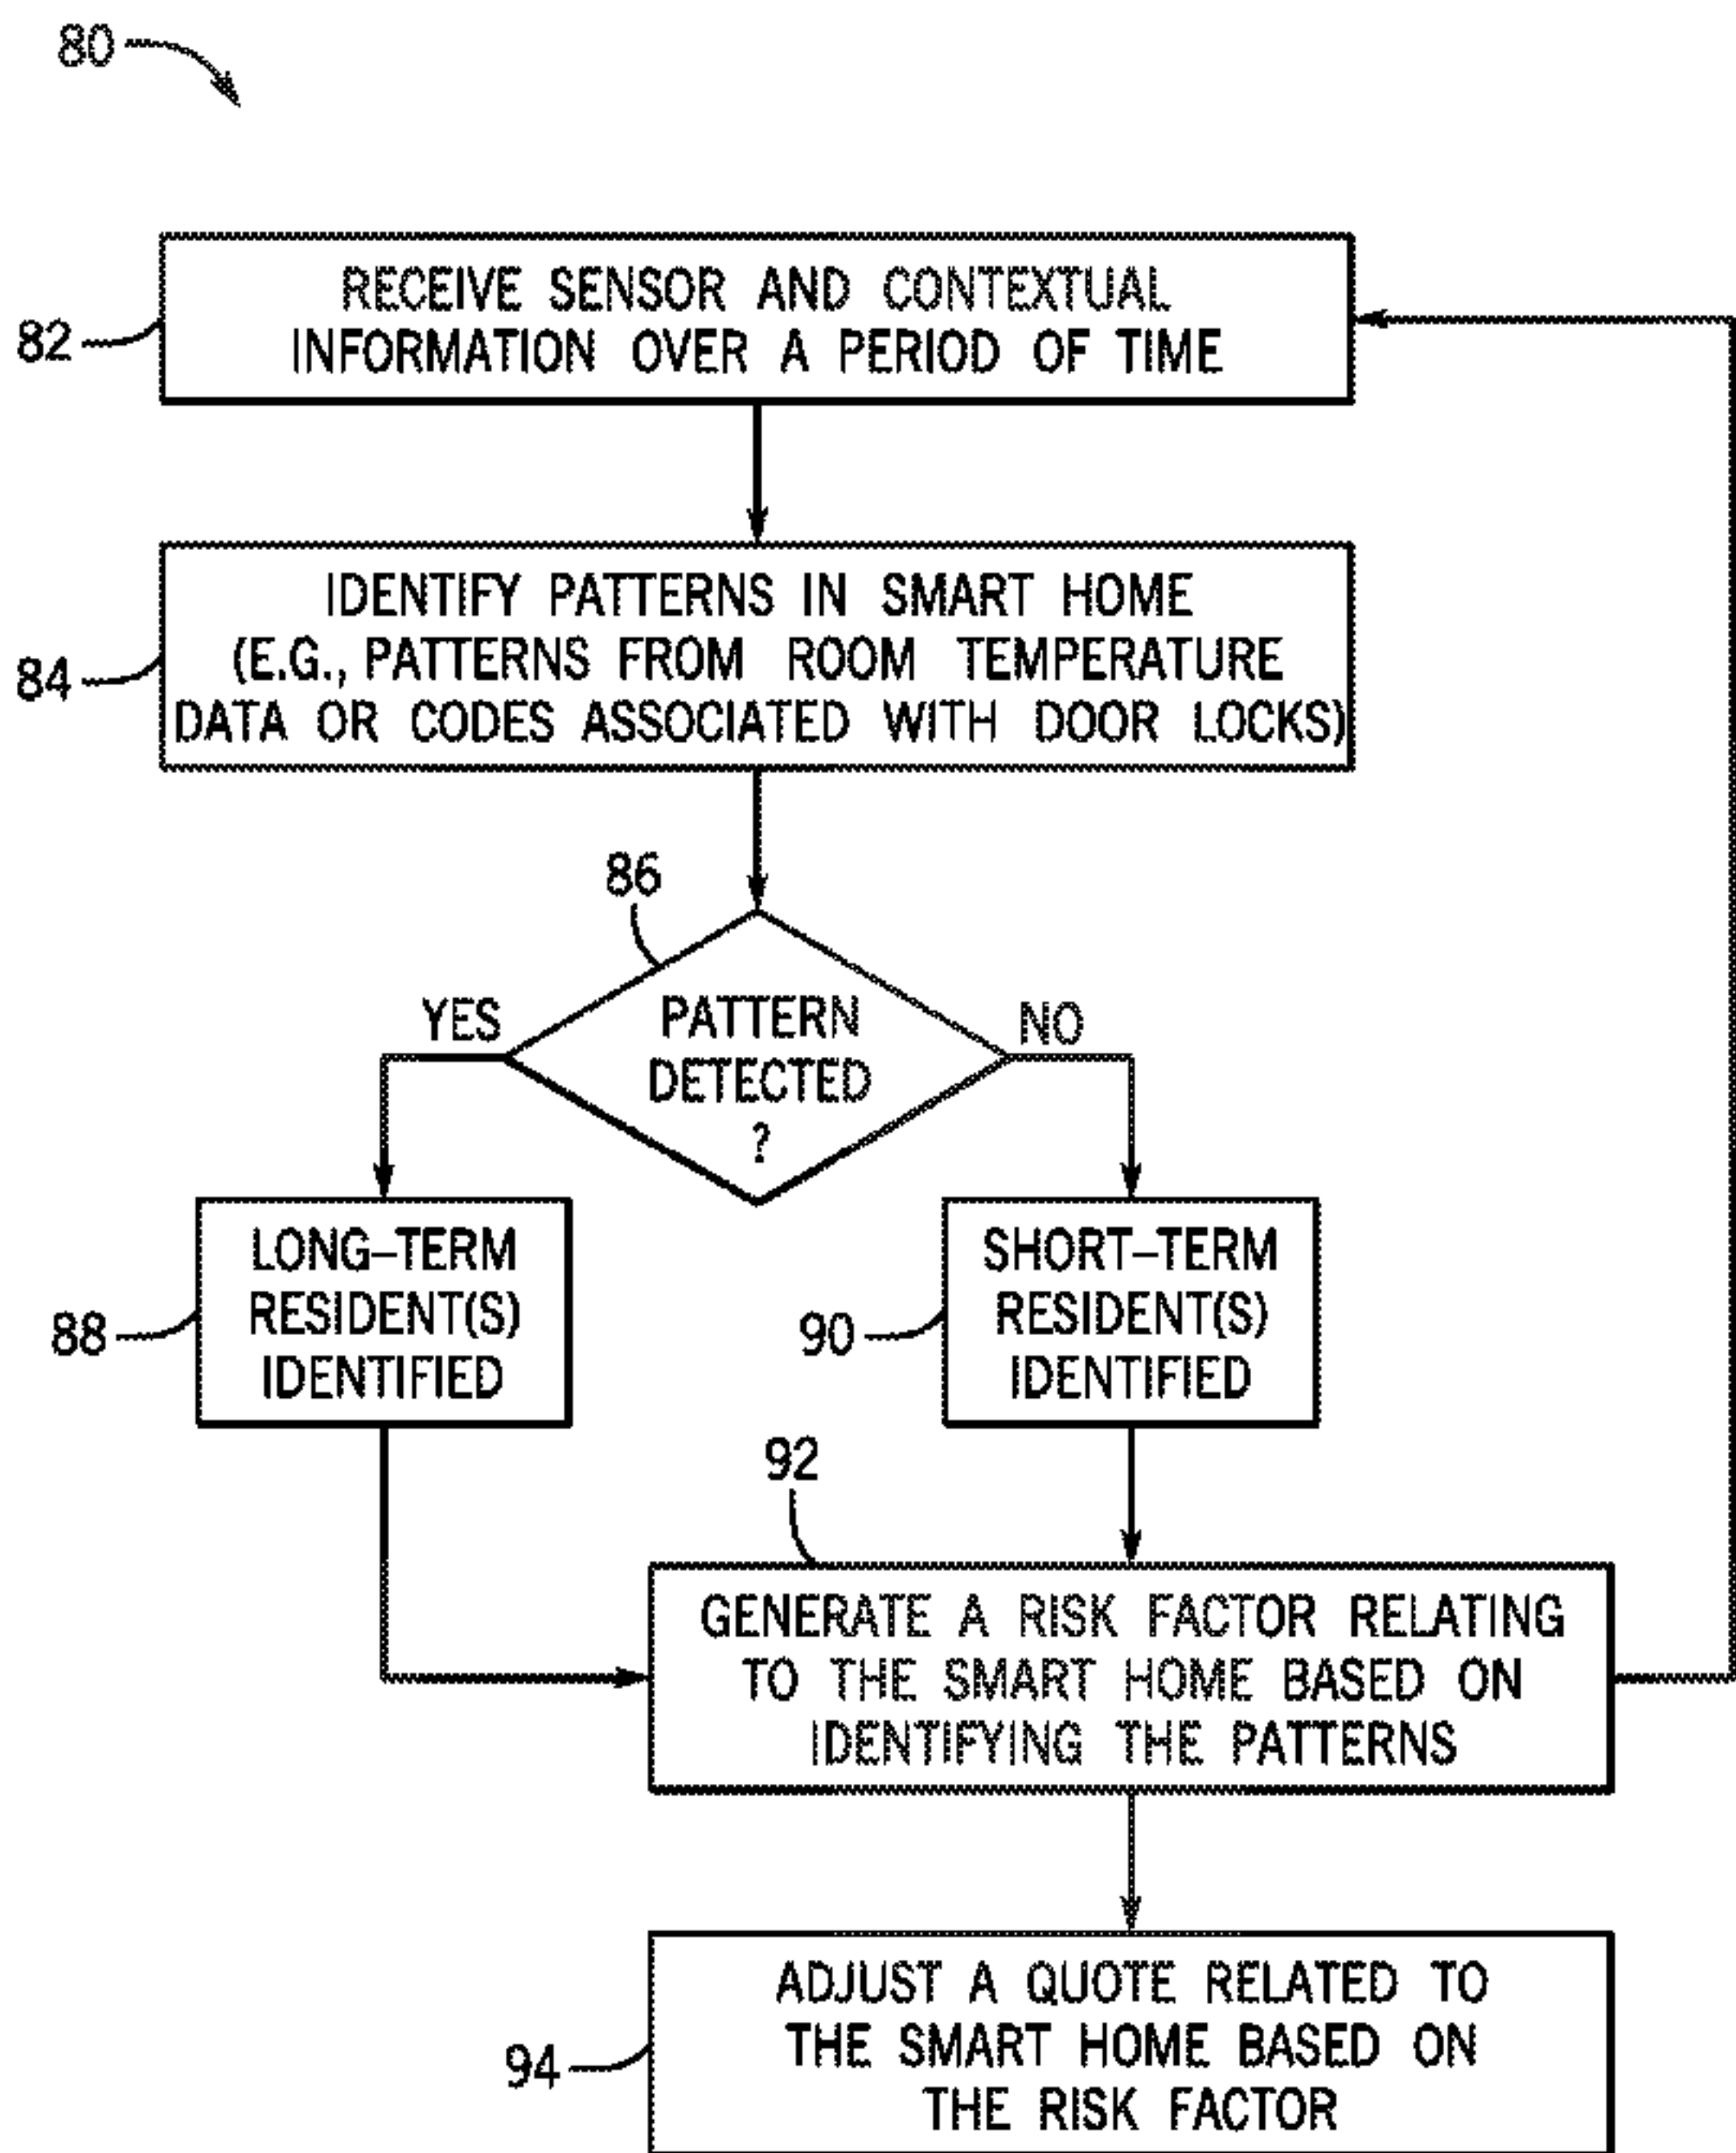 80
82
RECEIVE SENSOR AND CONTEXTUAL
INFORMATION OVER A PERIOD OF TIME
84
IDENTIFY PATTERNS IN SMART HOME
(E.G., PATTERNS FROM ROOM TEMPERATURE
DATA OR CODES ASSOCIATED WITH DOOR LOCKS)
86
YES
PATTERN
DETECTED
?
NO
88
LONG-TERM
RESIDENT(S)
IDENTIFIED
90
SHORT-TERM
RESIDENT(S)
IDENTIFIED
92
GENERATE A RISK FACTOR RELATING
TO THE SMART HOME BASED ON
IDENTIFYING THE PATTERNS
94
ADJUST A QUOTE RELATED TO
THE SMART HOME BASED ON
THE RISK FACTOR